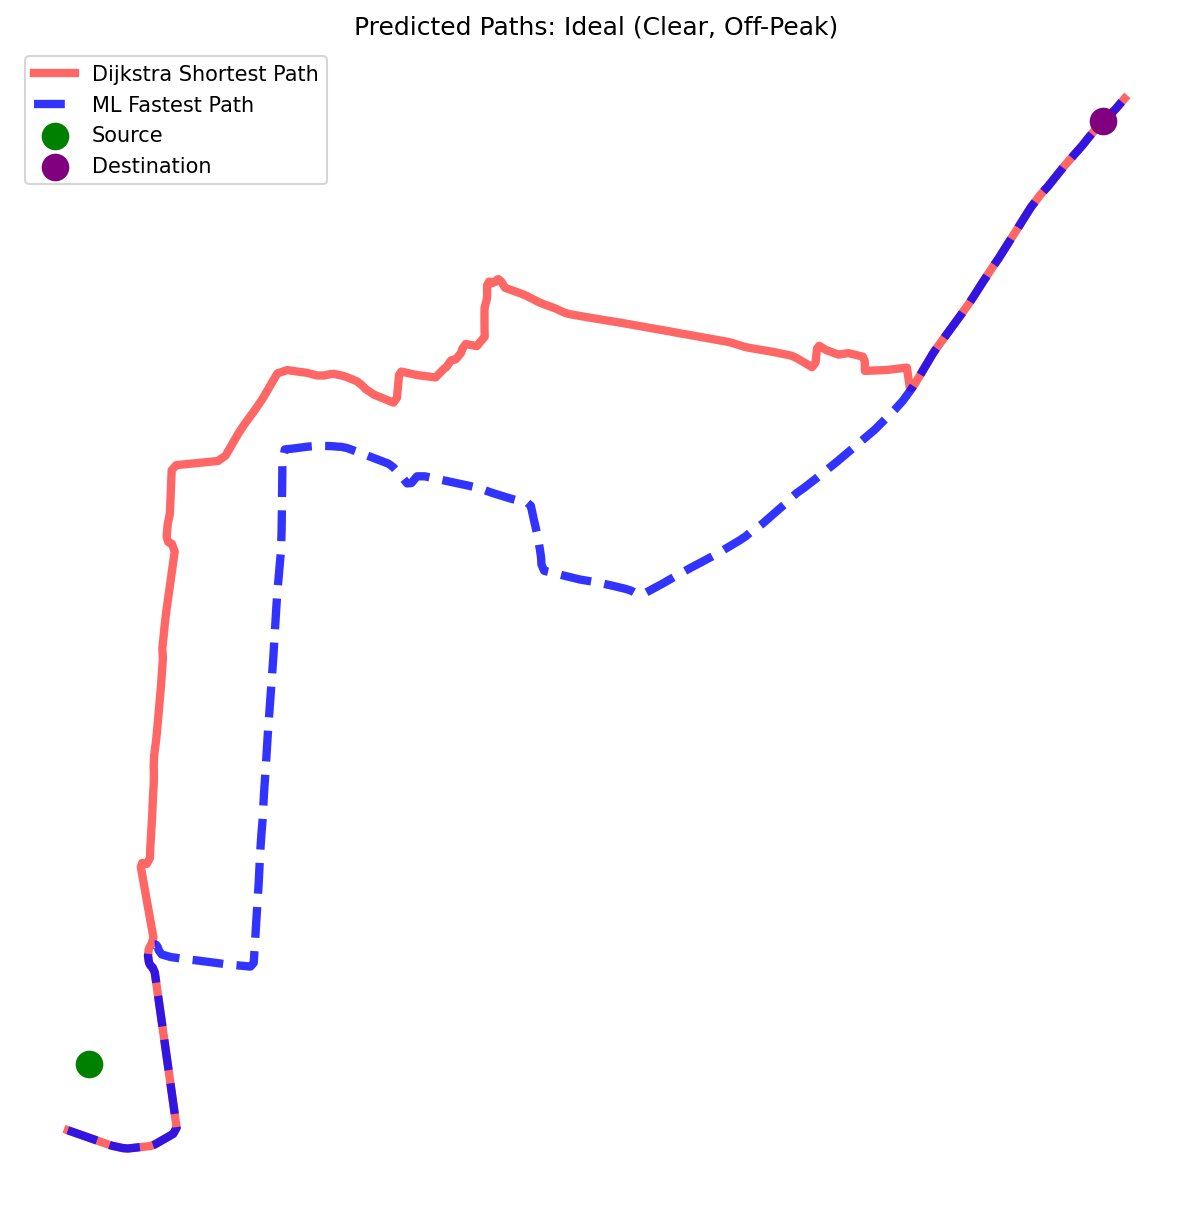 Predicted Paths: Ideal (Clear, Off-Peak)
Dijkstra Shortest Path
ML Fastest Path
Source
Destination